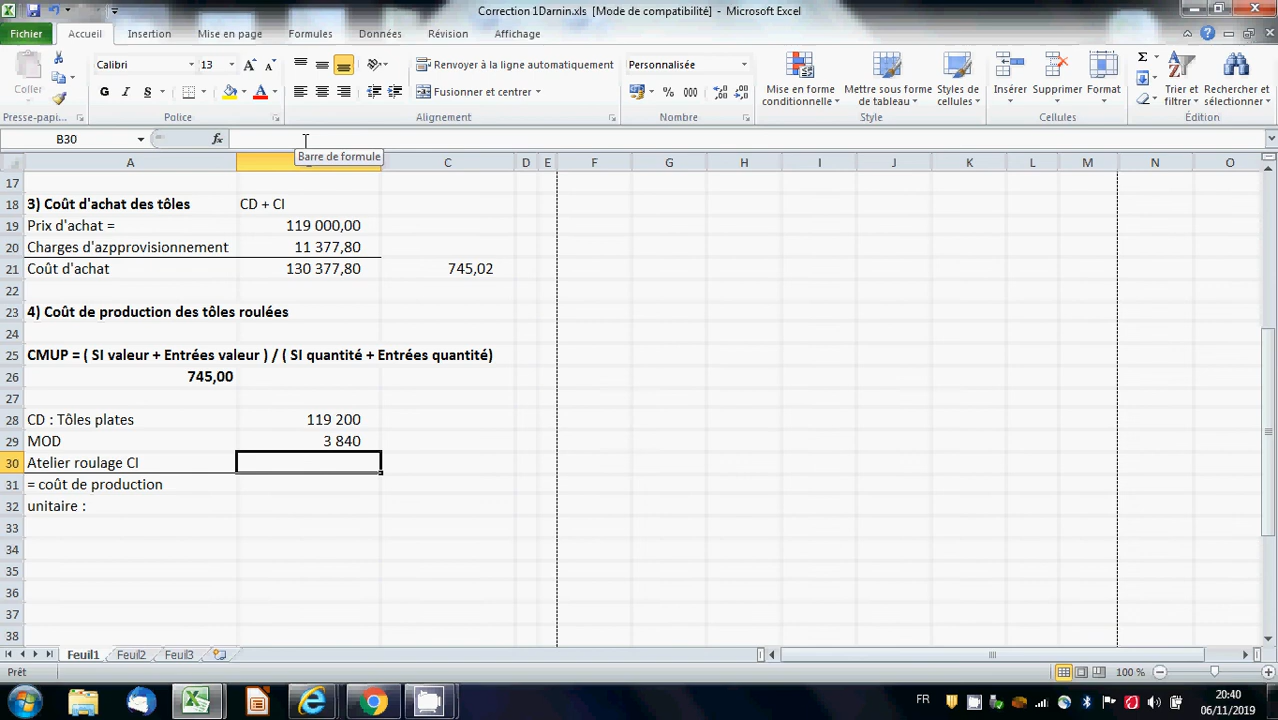 Correction 1Darnin.xls [Mode de compatibilité] - Microsoft Excel
Fichier Accueil Insertion Mise en page Formules Données Révision Affichage
Coller
Presse-papi...
Calibri 13
G I S
Police
Renvoyer à la ligne automatiquement
Fusionner et centrer
Alignement
Personnalisée
% 000
Nombre
Mise en forme conditionnelle
Mettre sous forme de tableau
Styles de cellules
Style
Insérer Supprimer Format
Cellules
Trier et filtrer
Rechercher et sélectionner
B30 fx
Barre de formule
A C D E F G H I J K L M N O
17
18 3) Coût d'achat des tôles CD + CI
19 Prix d'achat = 119 000,00
20 Charges d'azpprovisionnement 11 377,80
21 Coût d'achat 130 377,80 745,02
22
23 4) Coût de production des tôles roulées
24
25 CMUP = ( SI valeur + Entrées valeur ) / ( SI quantité + Entrées quantité)
26 745,00
27
28 CD : Tôles plates 119 200
29 MOD 3 840
30 Atelier roulage CI
31 = coût de production
32 unitaire :
33
34
35
36
37
38
Feuil1 Feuil2 Feuil3
Prêt 100 %
FR 20:40
06/11/2019